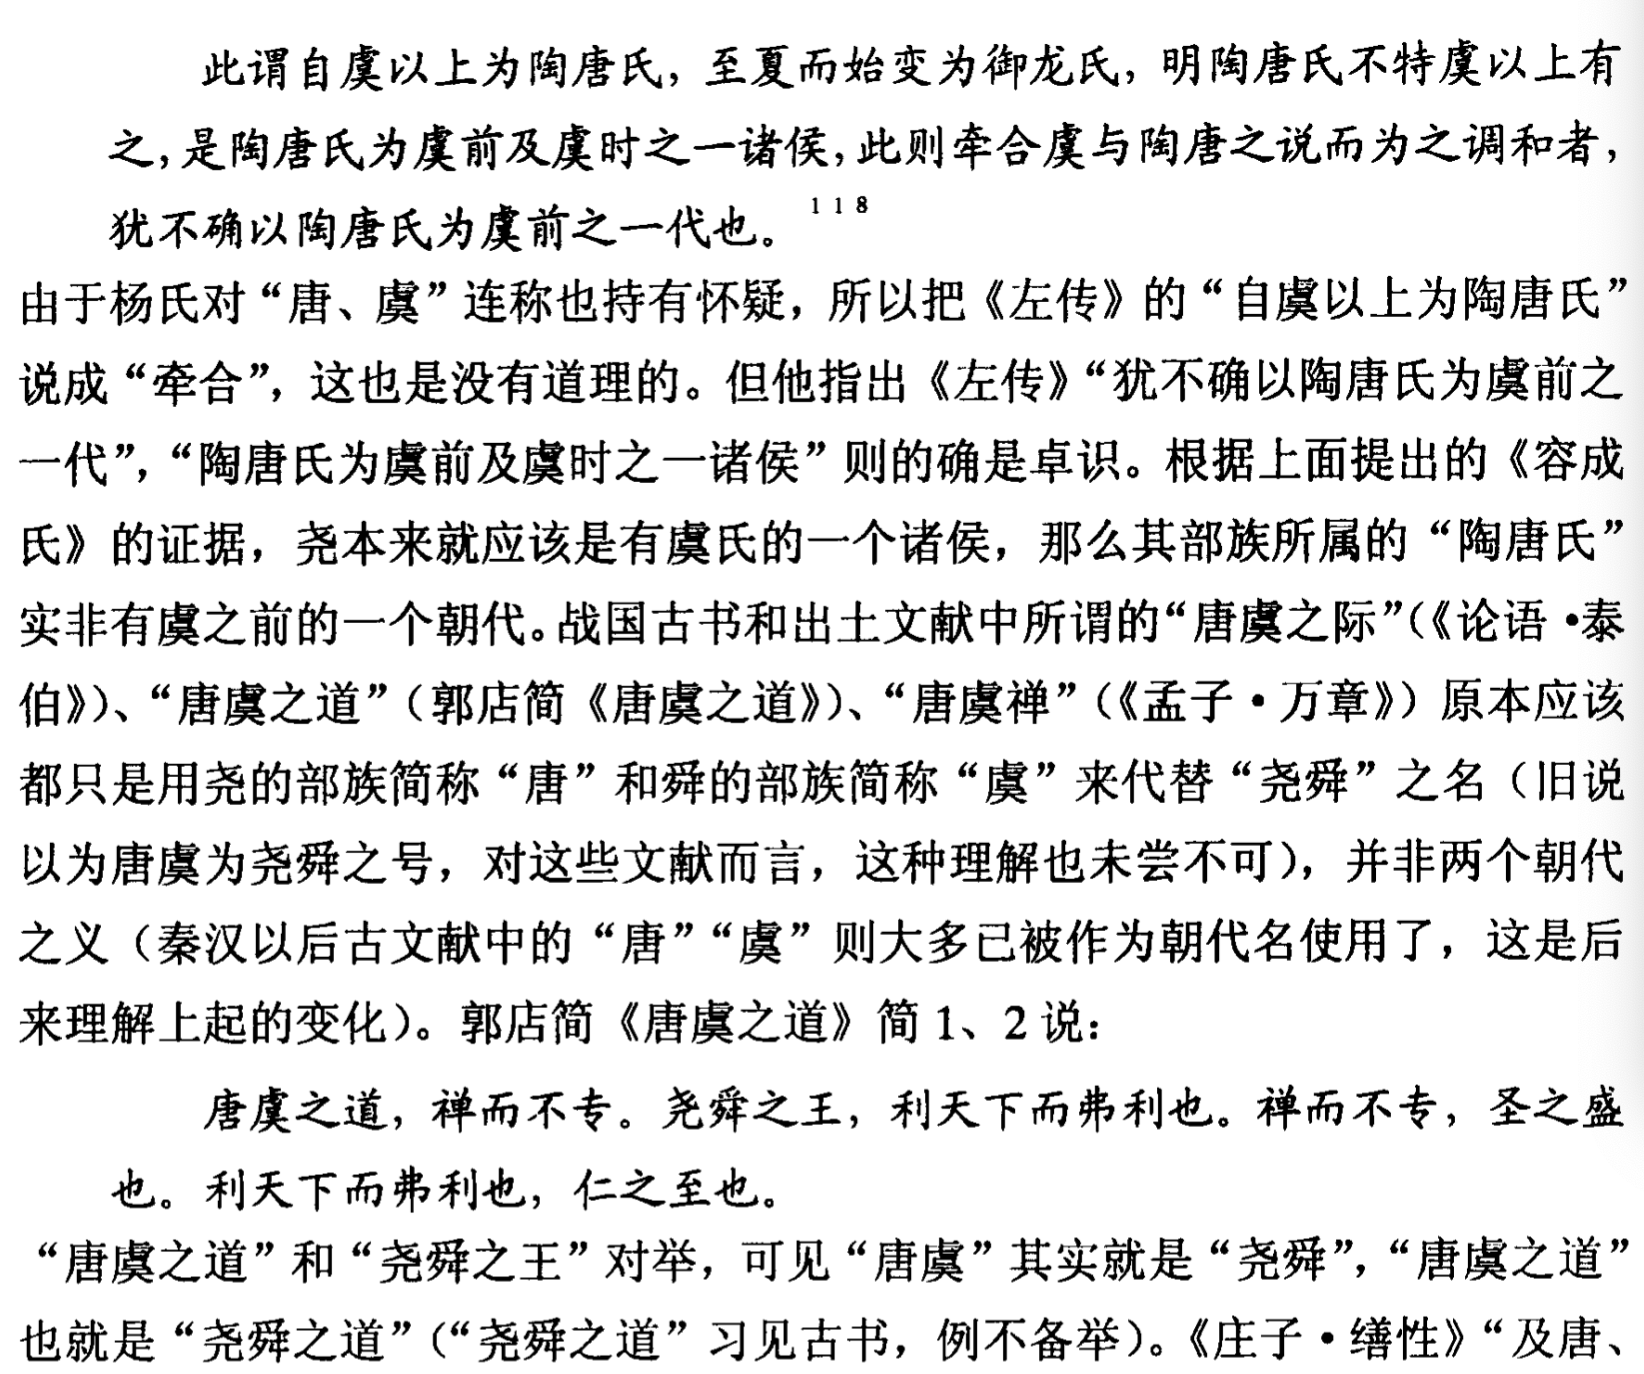 此谓自虞以上为陶唐氏，至夏而始变为御龙氏，明陶唐氏不特虞以上有
之，是陶唐氏为虞前及虞时之一诸侯，此则牵合虞与陶唐之说而为之调和者，
犹不确以陶唐氏为虞前之一代也。118
由于杨氏对“唐、虞”连称也持有怀疑，所以把《左传》的“自虞以上为陶唐氏”
说成“牵合”，这也是没有道理的。但他指出《左传》“犹不确以陶唐氏为虞前之
一代”，“陶唐氏为虞前及虞时之一诸侯”则的确是卓识。根据上面提出的《容成
氏》的证据，尧本来就应该是有虞氏的一个诸侯，那么其部族所属的“陶唐氏”
实非有虞之前的一个朝代。战国古书和出土文献中所谓的“唐虞之际”（《论语·泰
伯》）、“唐虞之道”（郭店简《唐虞之道》）、“唐虞禅”（《孟子·万章》）原本应该
都只是用尧的部族简称“唐”和舜的部族简称“虞”来代替“尧舜”之名（旧说
以为唐虞为尧舜之号，对这些文献而言，这种理解也未尝不可），并非两个朝代
之义（秦汉以后古文献中的“唐”“虞”则大多已被作为朝代名使用了，这是后
来理解上起的变化）。郭店简《唐虞之道》简 1、2 说：
唐虞之道，禅而不专。尧舜之王，利天下而弗利也。禅而不专，圣之盛
也。利天下而弗利也，仁之至也。
“唐虞之道”和“尧舜之王”对举，可见“唐虞”其实就是“尧舜”，“唐虞之道”
也就是“尧舜之道”（“尧舜之道”习见古书，例不备举）。《庄子·缮性》“及唐、